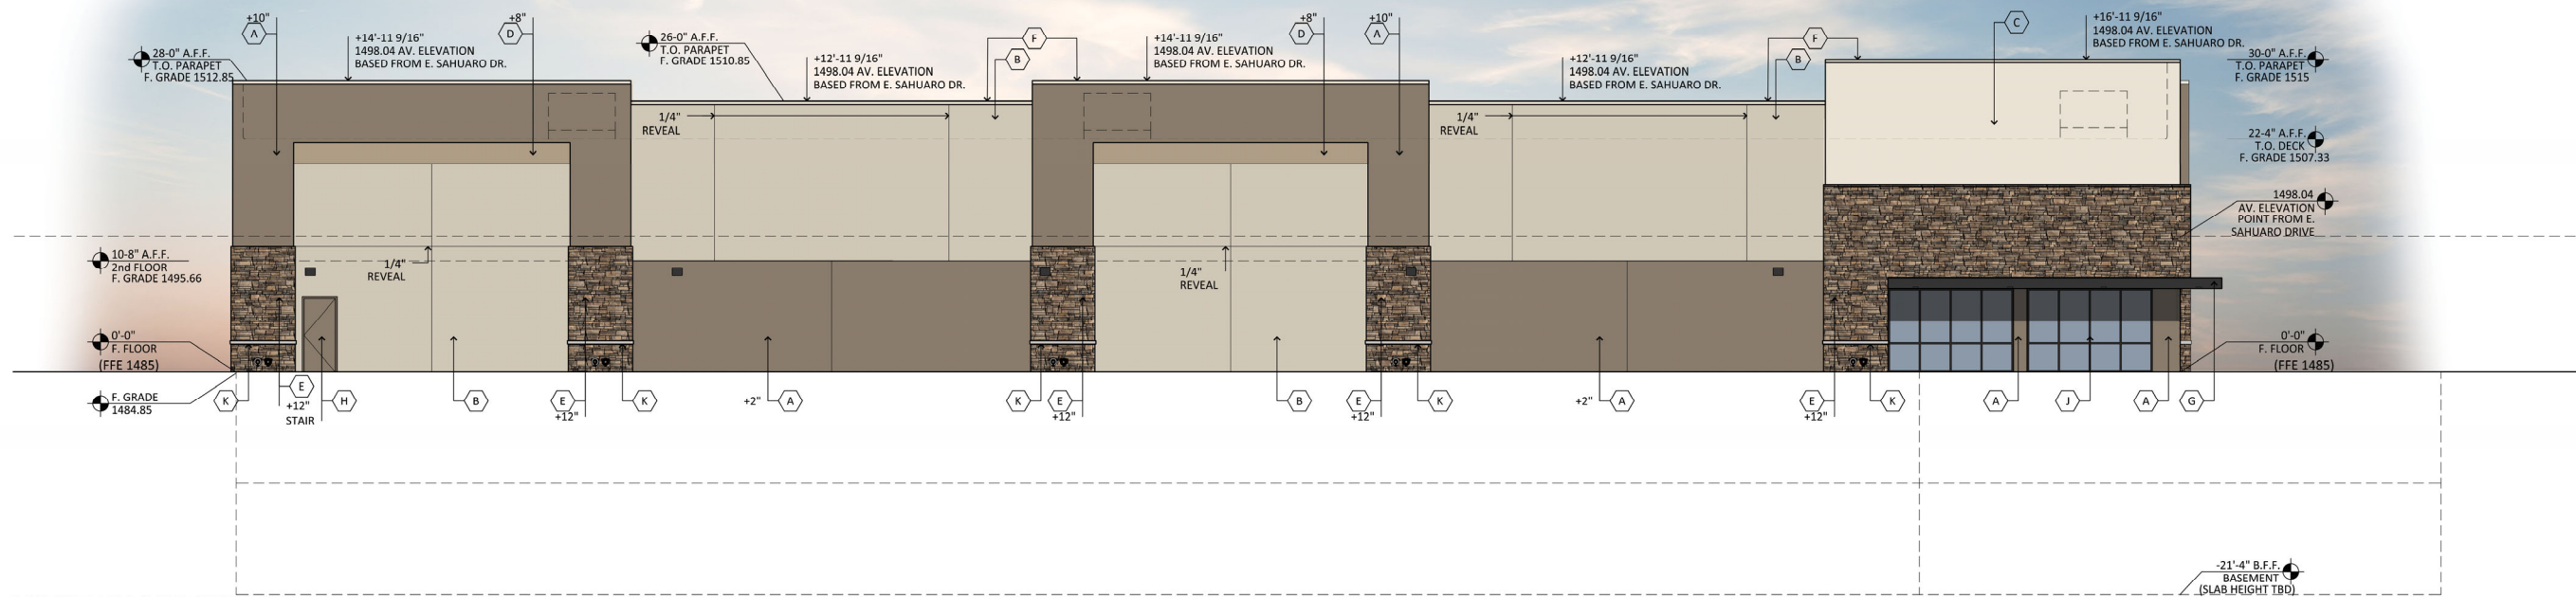 +10"
A
+8"
D
28-0" A.F.F.
T.O. PARAPET
F. GRADE 1512.85
+14'-11 9/16"
1498.04 AV. ELEVATION
BASED FROM E. SAHUARO DR.
26-0" A.F.F.
T.O. PARAPET
F. GRADE 1510.85
+12'-11 9/16"
1498.04 AV. ELEVATION
BASED FROM E. SAHUARO DR.
F
B
+14'-11 9/16"
1498.04 AV. ELEVATION
BASED FROM E. SAHUARO DR.
+8"
D
+10"
A
+12'-11 9/16"
1498.04 AV. ELEVATION
BASED FROM E. SAHUARO DR.
F
B
C
+16'-11 9/16"
1498.04 AV. ELEVATION
BASED FROM E. SAHUARO DR.
30-0" A.F.F.
T.O. PARAPET
F. GRADE 1515
1/4"
REVEAL
1/4"
REVEAL
22-4" A.F.F.
T.O. DECK
F. GRADE 1507.33
1498.04
AV. ELEVATION
POINT FROM E.
SAHUARO DRIVE
10-8" A.F.F.
2nd FLOOR
F. GRADE 1495.66
1/4"
REVEAL
1/4"
REVEAL
0'-0"
F. FLOOR
(FFE 1485)
0'-0"
F. FLOOR
(FFE 1485)
F. GRADE
1484.85
K
E
+12"
STAIR
H
B
E
+12"
K
+2"
A
K
E
+12"
B
E
+12"
K
+2"
A
E
+12"
K
A
J
A
G
-21'-4" B.F.F.
BASEMENT
(SLAB HEIGHT TBD)